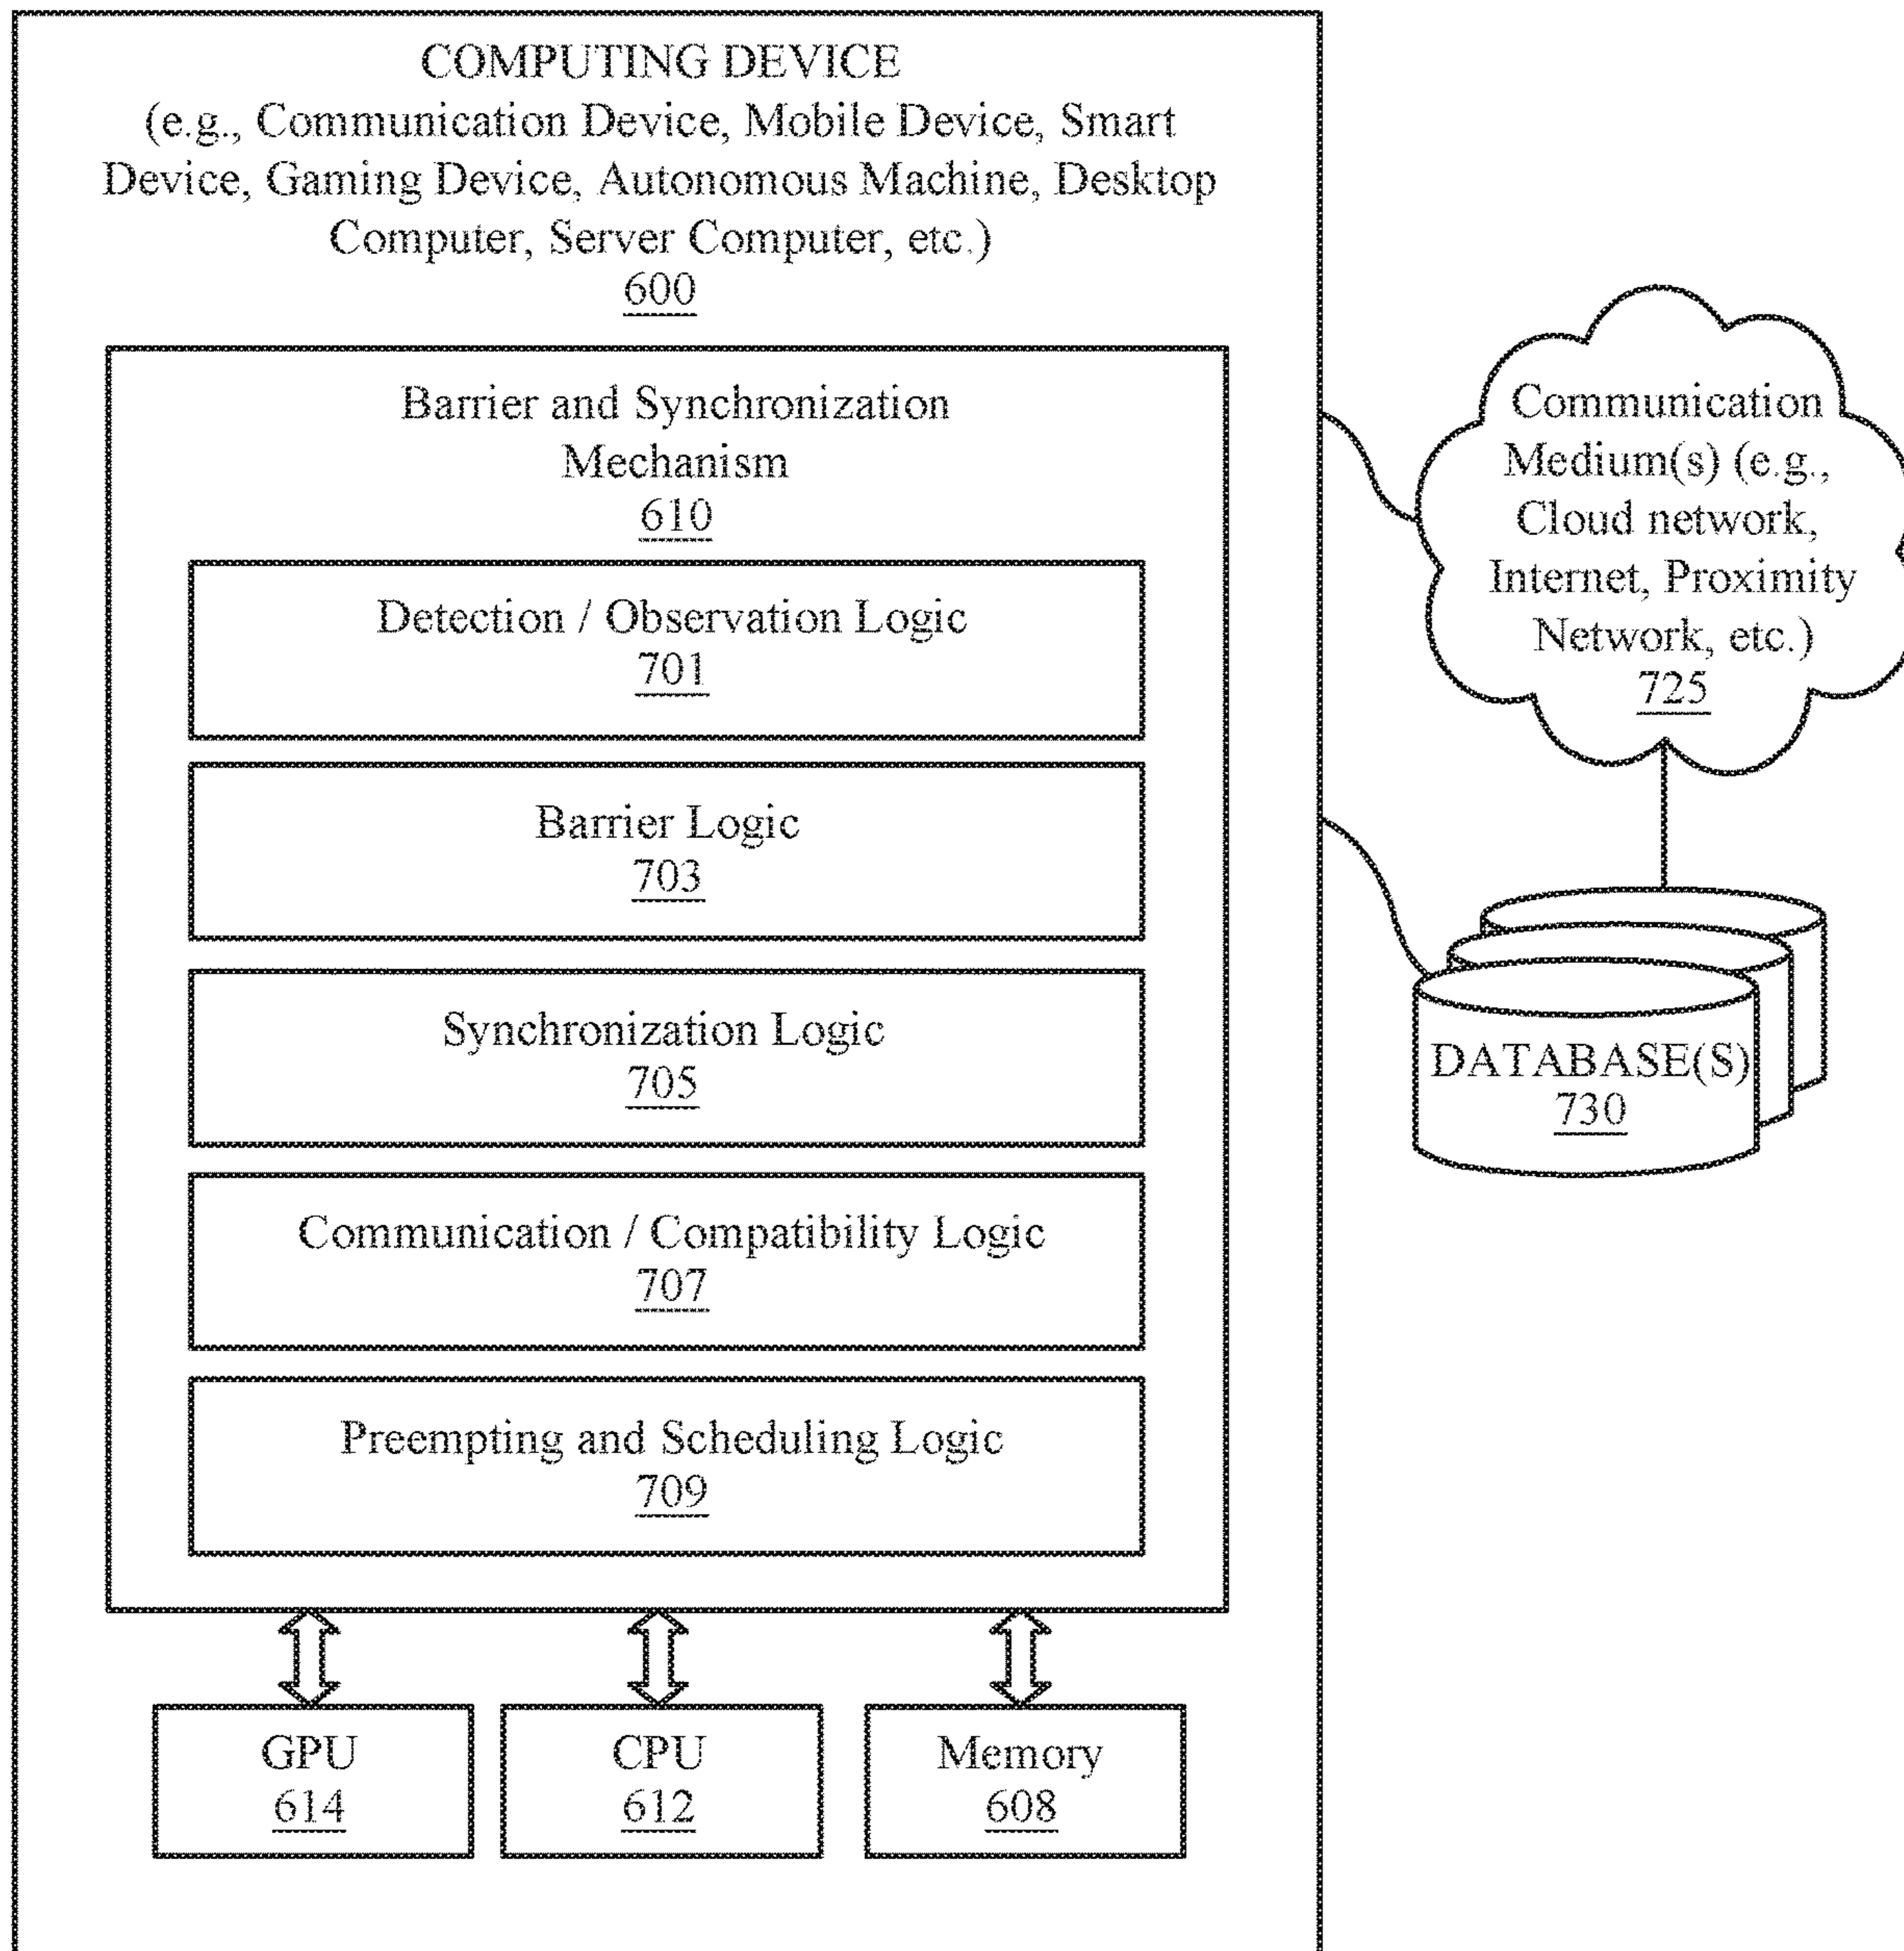 COMPUTING DEVICE
(e.g., Communication Device, Mobile Device, Smart
Device, Gaming Device, Autonomous Machine, Desktop
Computer, Server Computer, etc.)
600
Barrier and Synchronization
Mechanism
610
Detection / Observation Logic
701
Barrier Logic
703
Synchronization Logic
705
Communication / Compatibility Logic
707
Preempting and Scheduling Logic
709
GPU
614
CPU
612
Memory
608
Communication
Medium(s) (e.g.,
Cloud network,
Internet, Proximity
Network, etc.)
725
DATABASE(S)
730